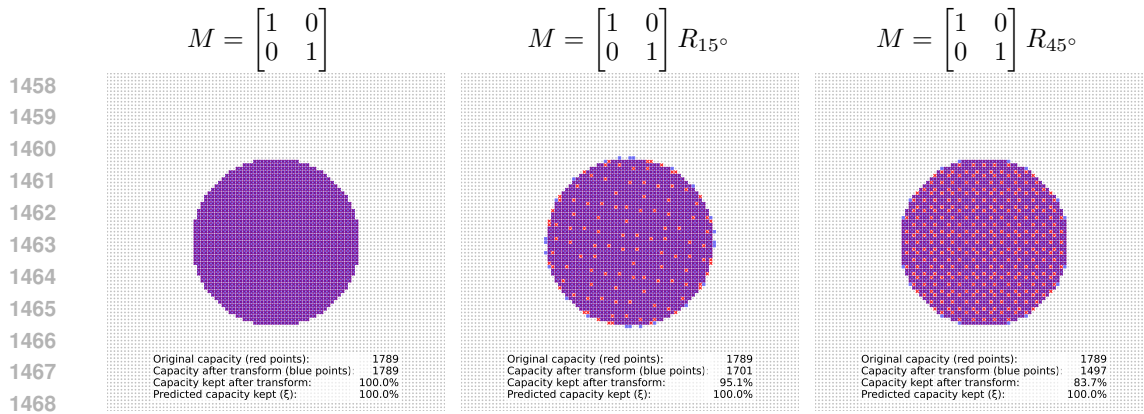 M = [1 0; 0 1]
M = [1 0; 0 1] R15°
M = [1 0; 0 1] R45°
1458
1459
1460
1461
1462
1463
1464
1465
1466
1467
1468
Original capacity (red points): 1789
Capacity after transform (blue points): 1789
Capacity kept after transform: 100.0%
Predicted capacity kept (ξ): 100.0%
Original capacity (red points): 1789
Capacity after transform (blue points): 1701
Capacity kept after transform: 95.1%
Predicted capacity kept (ξ): 100.0%
Original capacity (red points): 1789
Capacity after transform (blue points): 1497
Capacity kept after transform: 83.7%
Predicted capacity kept (ξ): 100.0%